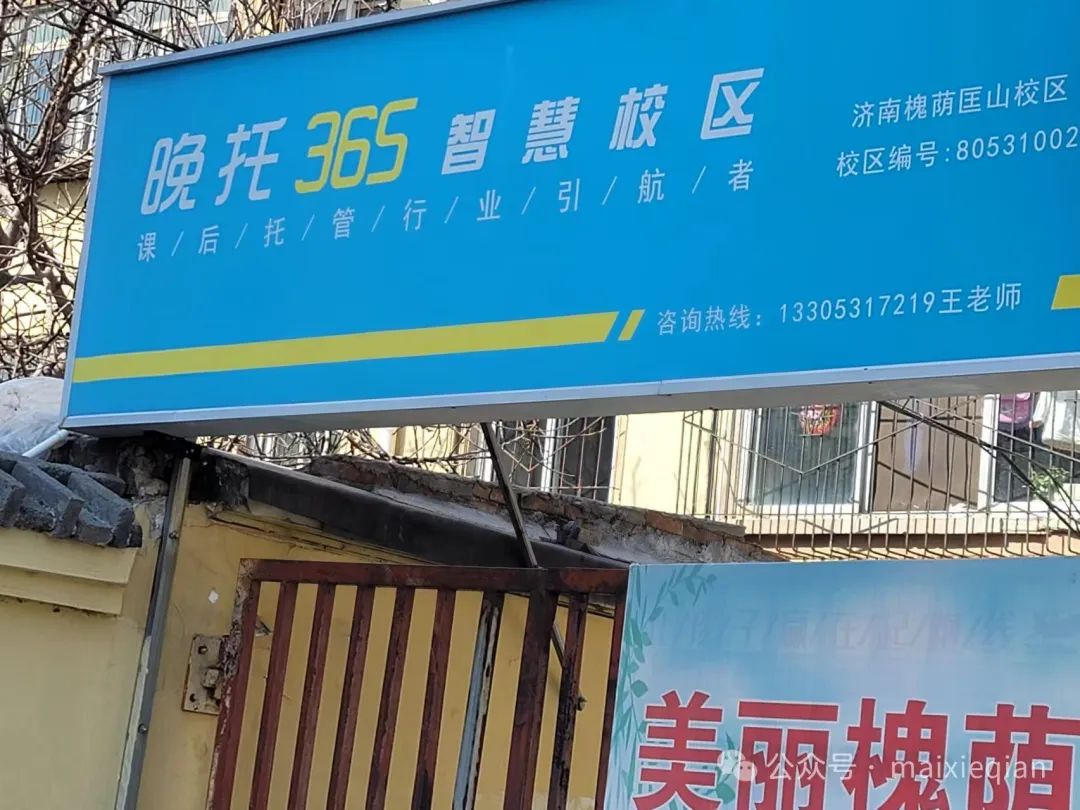 晚托365智慧校区
课/后/托/管/行/业/引/航/者
济南槐荫匡山校区
校区编号:80531002
咨询热线: 13305317219王老师
美丽槐荫
公众号·maixieqian